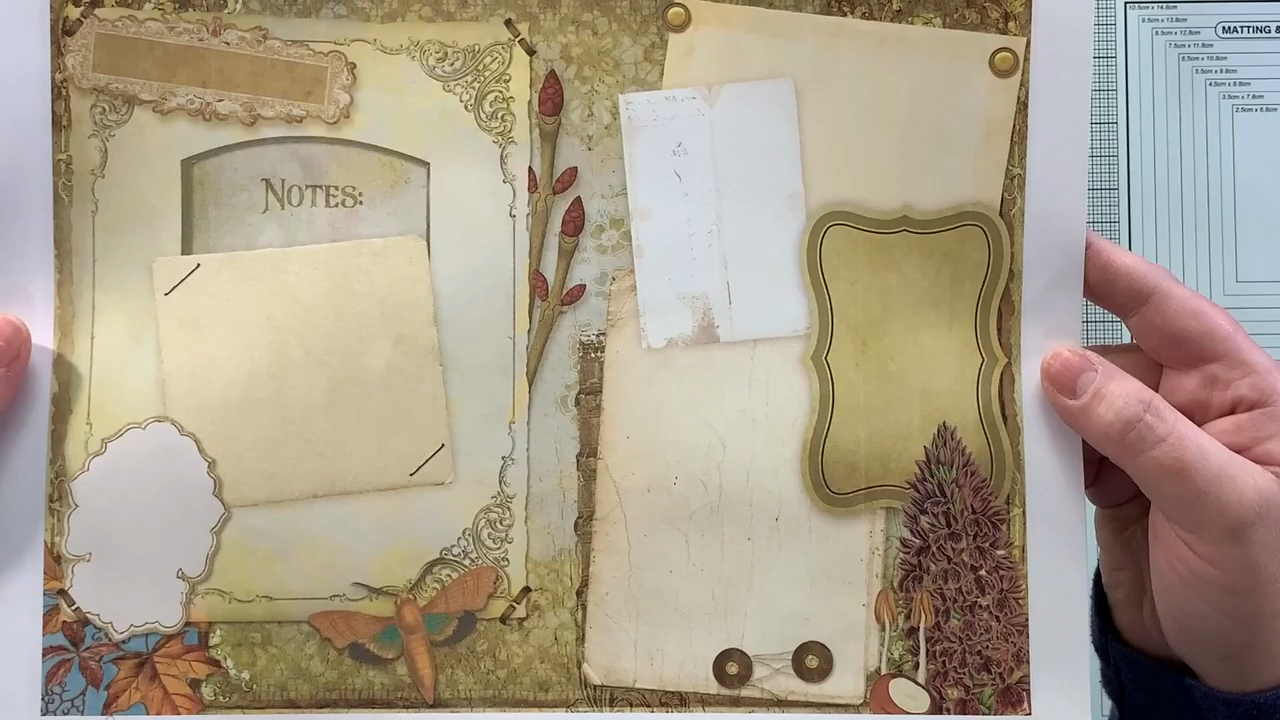 NOTES:
MATTING &
10.5cm x 14.8cm
9.5cm x 13.8cm
8.5cm x 12.8cm
7.5cm x 11.8cm
6.5cm x 10.8cm
5.5cm x 9.8cm
4.5cm x 8.8cm
3.5cm x 7.8cm
2.5cm x 6.8cm